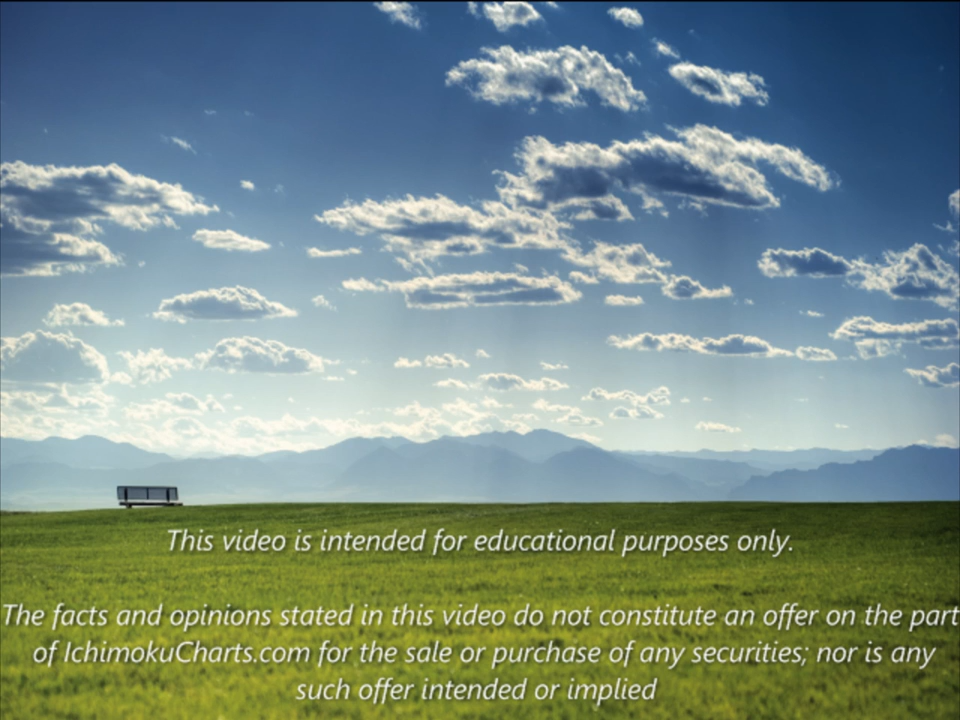 This video is intended for educational purposes only.
The facts and opinions stated in this video do not constitute an offer on the part
of IchimokuCharts.com for the sale or purchase of any securities; nor is any
such offer intended or implied